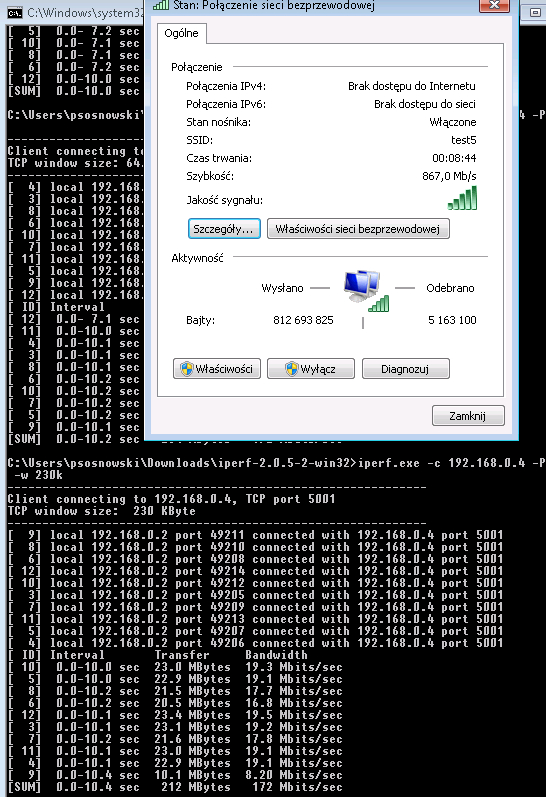 C:\Windows\system32
[  5]  0.0- 7.2 sec
[ 10]  0.0- 7.1 sec
[  8]  0.0- 7.1 sec
[  6]  0.0- 7.2 sec
[ 12]  0.0-10.0 sec
[SUM]  0.0-10.0 sec
C:\Users\psosnowski 4 -P
Client connecting to
TCP window size: 64.
[  4] local 192.168.
[  3] local 192.168.
[  8] local 192.168.
[  6] local 192.168.
[ 10] local 192.168.
[  7] local 192.168.
[ 11] local 192.168.
[  5] local 192.168.
[  9] local 192.168.
[ 12] local 192.168.
[ ID] Interval
[ 12]  0.0- 7.1 sec
[ 11]  0.0-10.0 sec
[  4]  0.0-10.1 sec
[  3]  0.0-10.1 sec
[  8]  0.0-10.1 sec
[  6]  0.0-10.2 sec
[ 10]  0.0-10.2 sec
[  7]  0.0-10.2 sec
[  5]  0.0-10.2 sec
[  9]  0.0-10.1 sec
[SUM]  0.0-10.2 sec
Stan: Połączenie sieci bezprzewodowej
Ogólne
Połączenie
Połączenia IPv4: Brak dostępu do Internetu
Połączenia IPv6: Brak dostępu do sieci
Stan nośnika: Włączone
SSID: test5
Czas trwania: 00:08:44
Szybkość: 867,0 Mb/s
Jakość sygnału:
Szczegóły... Właściwości sieci bezprzewodowej
Aktywność
Wysłano Odebrano
Bajty: 812 693 825 5 163 100
Właściwości Wyłącz Diagnozuj
Zamknij
C:\Users\psosnowski\Downloads\iperf-2.0.5-2-win32>iperf.exe -c 192.168.0.4 -P
-w 230k
Client connecting to 192.168.0.4, TCP port 5001
TCP window size:  230 KByte
[  9] local 192.168.0.2 port 49211 connected with 192.168.0.4 port 5001
[  8] local 192.168.0.2 port 49210 connected with 192.168.0.4 port 5001
[  6] local 192.168.0.2 port 49208 connected with 192.168.0.4 port 5001
[ 12] local 192.168.0.2 port 49214 connected with 192.168.0.4 port 5001
[ 10] local 192.168.0.2 port 49212 connected with 192.168.0.4 port 5001
[  3] local 192.168.0.2 port 49205 connected with 192.168.0.4 port 5001
[  7] local 192.168.0.2 port 49209 connected with 192.168.0.4 port 5001
[ 11] local 192.168.0.2 port 49213 connected with 192.168.0.4 port 5001
[  5] local 192.168.0.2 port 49207 connected with 192.168.0.4 port 5001
[  4] local 192.168.0.2 port 49206 connected with 192.168.0.4 port 5001
[ ID] Interval       Transfer     Bandwidth
[ 10]  0.0-10.0 sec  23.0 MBytes  19.3 Mbits/sec
[  5]  0.0-10.0 sec  22.9 MBytes  19.1 Mbits/sec
[  8]  0.0-10.2 sec  21.5 MBytes  17.7 Mbits/sec
[  6]  0.0-10.2 sec  20.5 MBytes  16.8 Mbits/sec
[ 12]  0.0-10.1 sec  23.4 MBytes  19.5 Mbits/sec
[  3]  0.0-10.1 sec  23.1 MBytes  19.2 Mbits/sec
[  7]  0.0-10.2 sec  21.6 MBytes  17.8 Mbits/sec
[ 11]  0.0-10.1 sec  23.0 MBytes  19.1 Mbits/sec
[  4]  0.0-10.1 sec  22.9 MBytes  19.1 Mbits/sec
[  9]  0.0-10.4 sec  10.1 MBytes  8.20 Mbits/sec
[SUM]  0.0-10.4 sec   212 MBytes   172 Mbits/sec